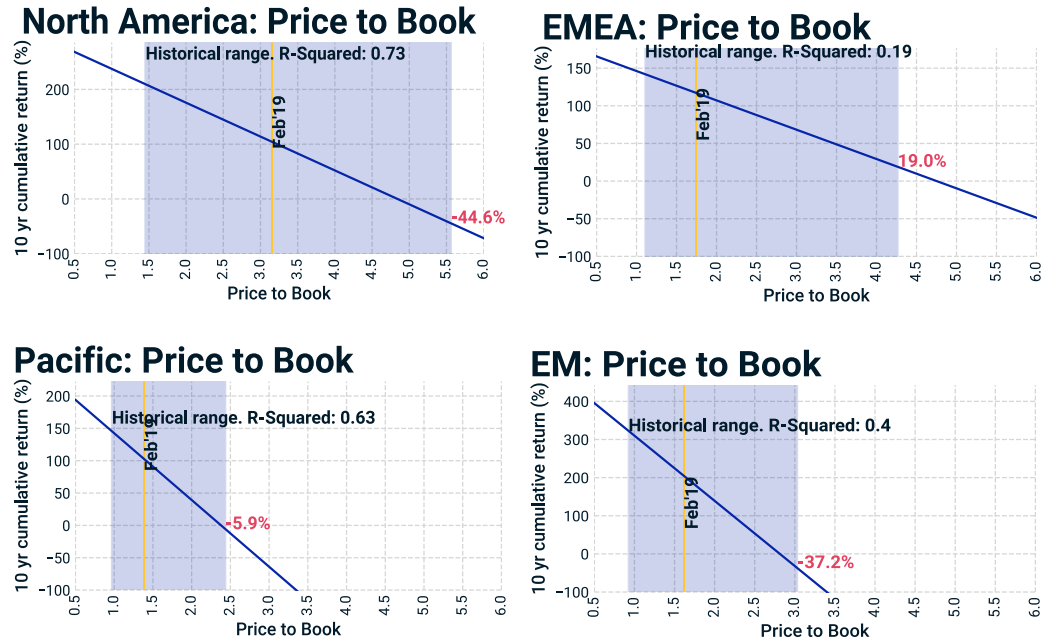 North America: Price to Book
Historical range. R-Squared: 0.73
10 yr cumulative return (%)
200
100
0
−100
Feb'19
-44.6%
0.5 1.0 1.5 2.0 2.5 3.0 3.5 4.0 4.5 5.0 5.5 6.0
Price to Book
EMEA: Price to Book
Historical range. R-Squared: 0.19
10 yr cumulative return (%)
150
100
50
0
−50
−100
Feb'19
19.0%
0.5 1.0 1.5 2.0 2.5 3.0 3.5 4.0 4.5 5.0 5.5 6.0
Price to Book
Pacific: Price to Book
Historical range. R-Squared: 0.63
10 yr cumulative return (%)
200
150
100
50
0
−50
−100
Feb'19
-5.9%
0.5 1.0 1.5 2.0 2.5 3.0 3.5 4.0 4.5 5.0 5.5 6.0
Price to Book
EM: Price to Book
Historical range. R-Squared: 0.4
10 yr cumulative return (%)
400
300
200
100
0
−100
Feb'19
-37.2%
0.5 1.0 1.5 2.0 2.5 3.0 3.5 4.0 4.5 5.0 5.5 6.0
Price to Book